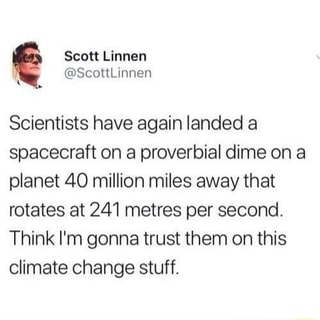 Scott Linnen
@ScottLinnen
Scientists have again landed a
spacecraft on a proverbial dime on a
planet 40 million miles away that
rotates at 241 metres per second.
Think I'm gonna trust them on this
climate change stuff.